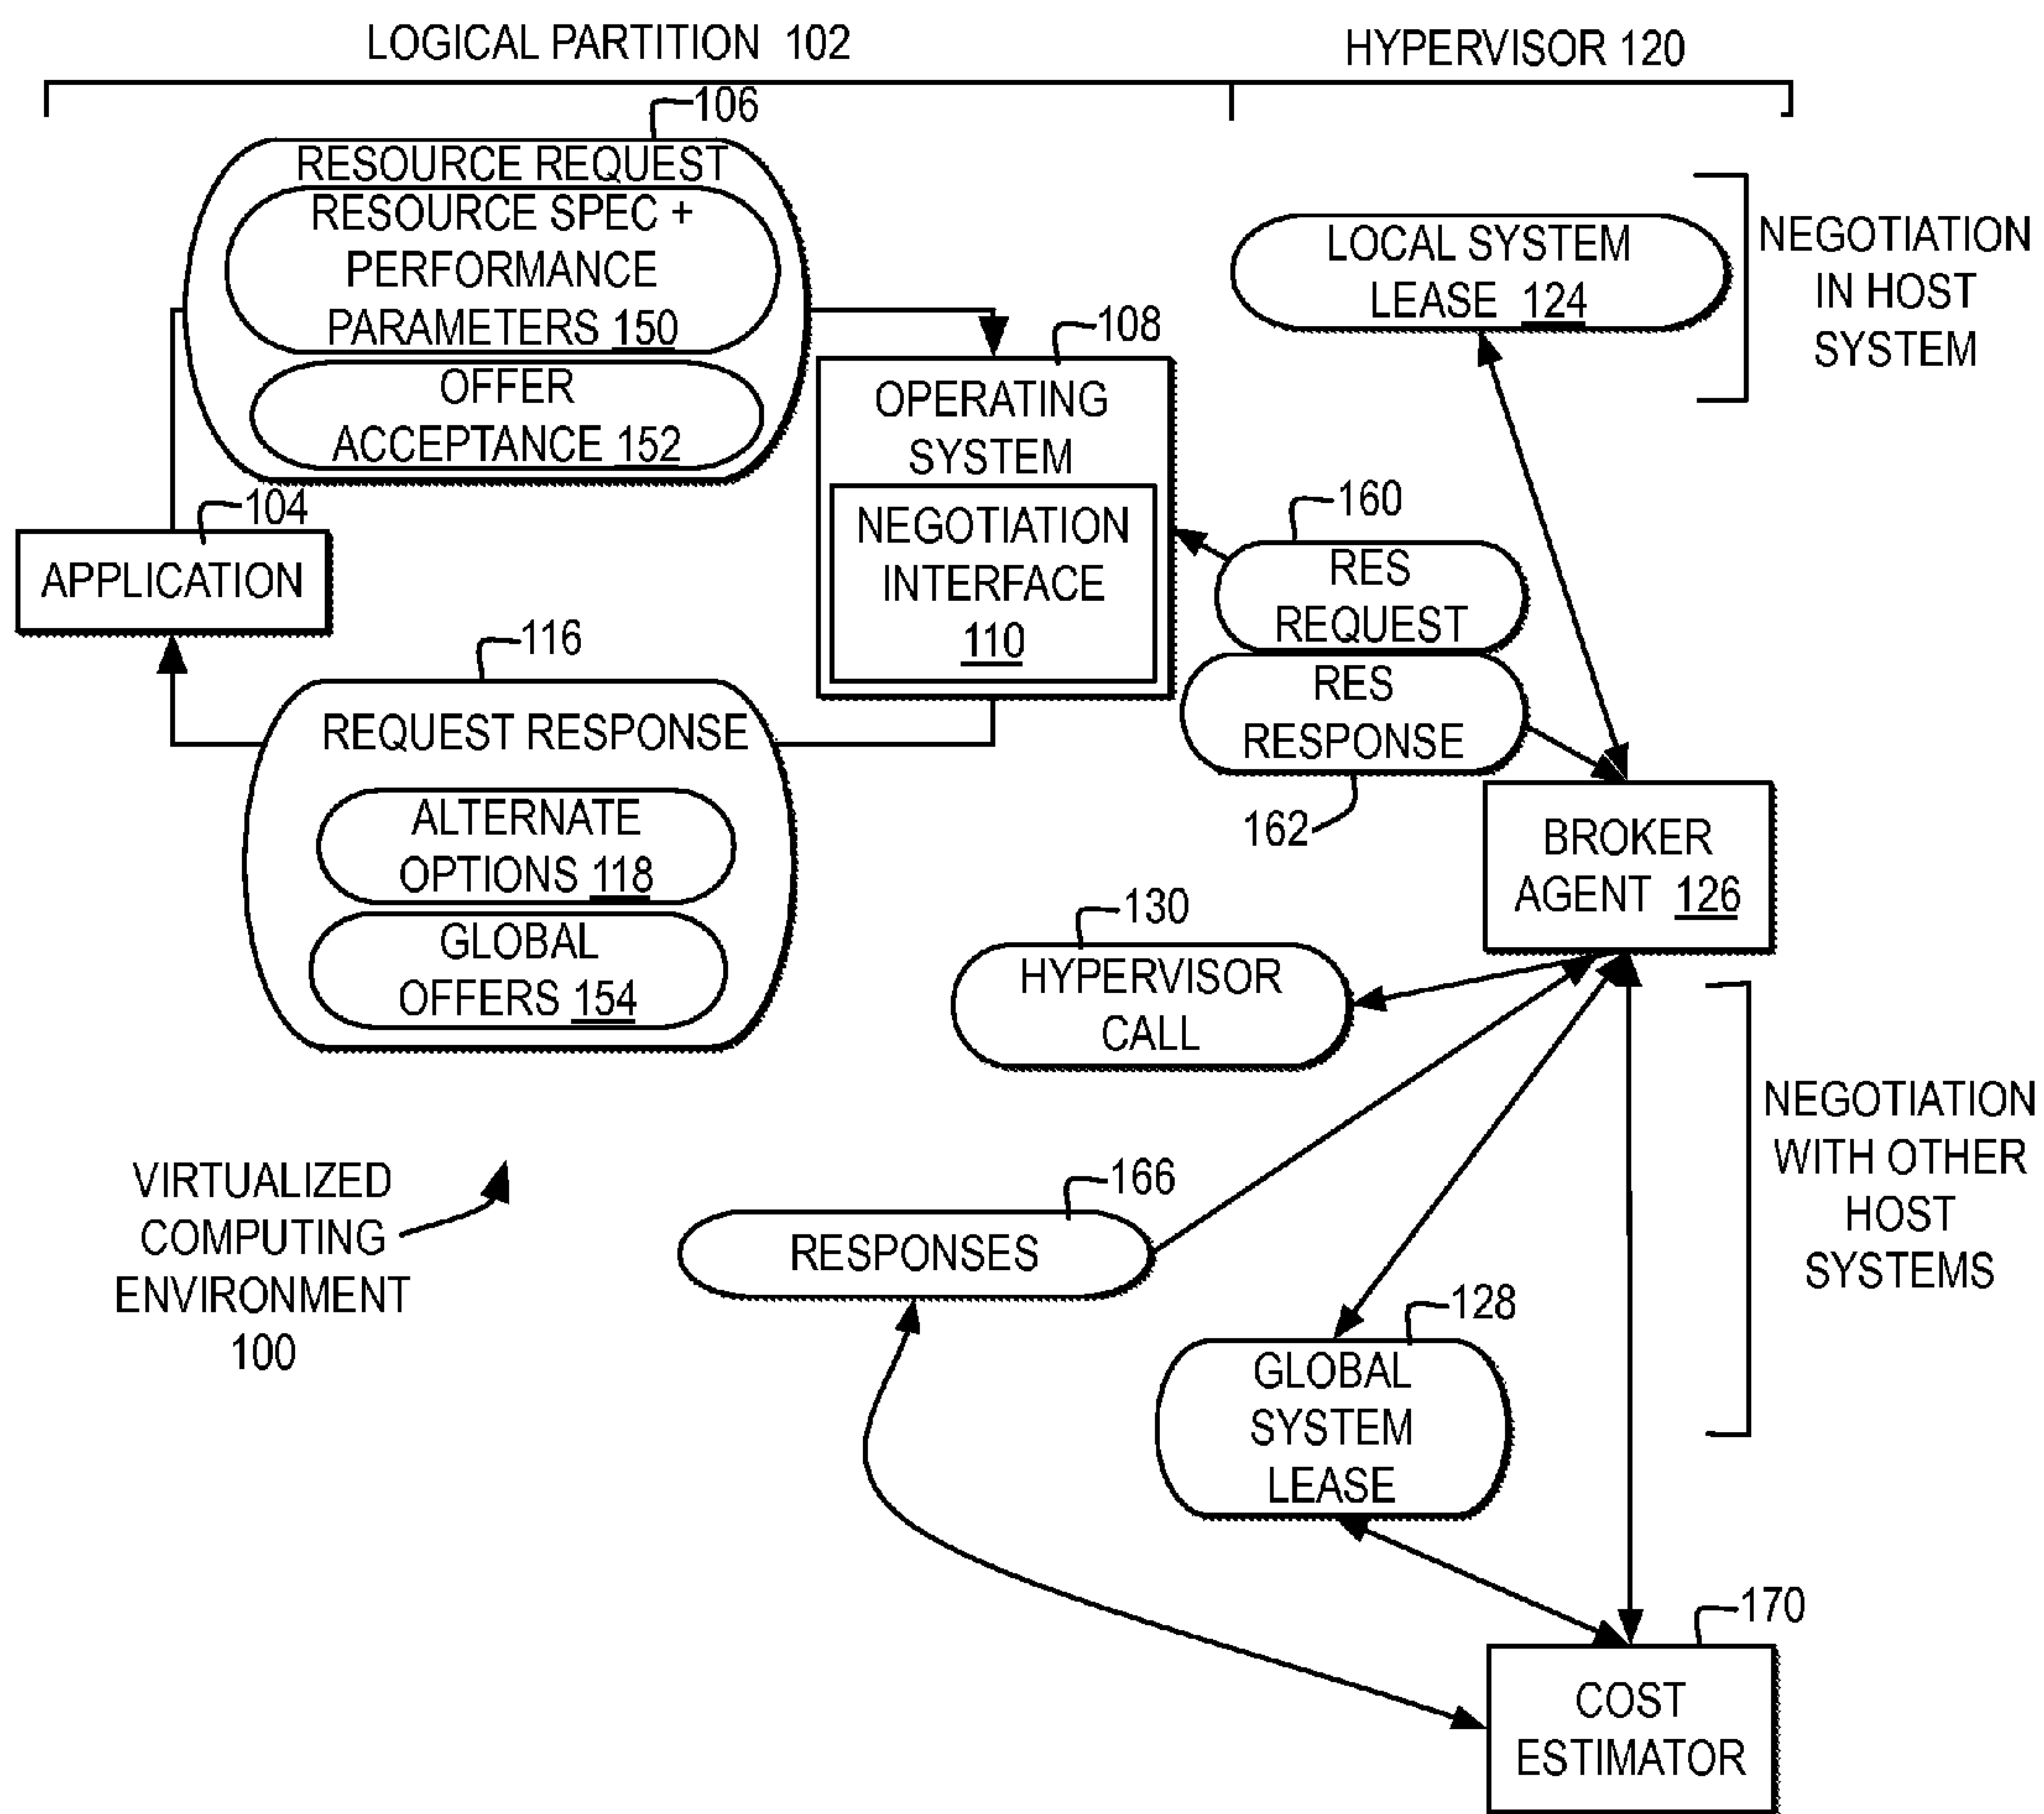 LOGICAL PARTITION 102
HYPERVISOR 120
106
RESOURCE REQUEST
RESOURCE SPEC +
PERFORMANCE
PARAMETERS 150
OFFER
ACCEPTANCE 152
LOCAL SYSTEM
LEASE 124
NEGOTIATION
IN HOST
SYSTEM
108
OPERATING
SYSTEM
NEGOTIATION
INTERFACE
110
104
APPLICATION
160
RES
REQUEST
RES
RESPONSE
162
116
REQUEST RESPONSE
ALTERNATE
OPTIONS 118
GLOBAL
OFFERS 154
BROKER
AGENT 126
130
HYPERVISOR
CALL
NEGOTIATION
WITH OTHER
HOST
SYSTEMS
VIRTUALIZED
COMPUTING
ENVIRONMENT
100
166
RESPONSES
128
GLOBAL
SYSTEM
LEASE
170
COST
ESTIMATOR